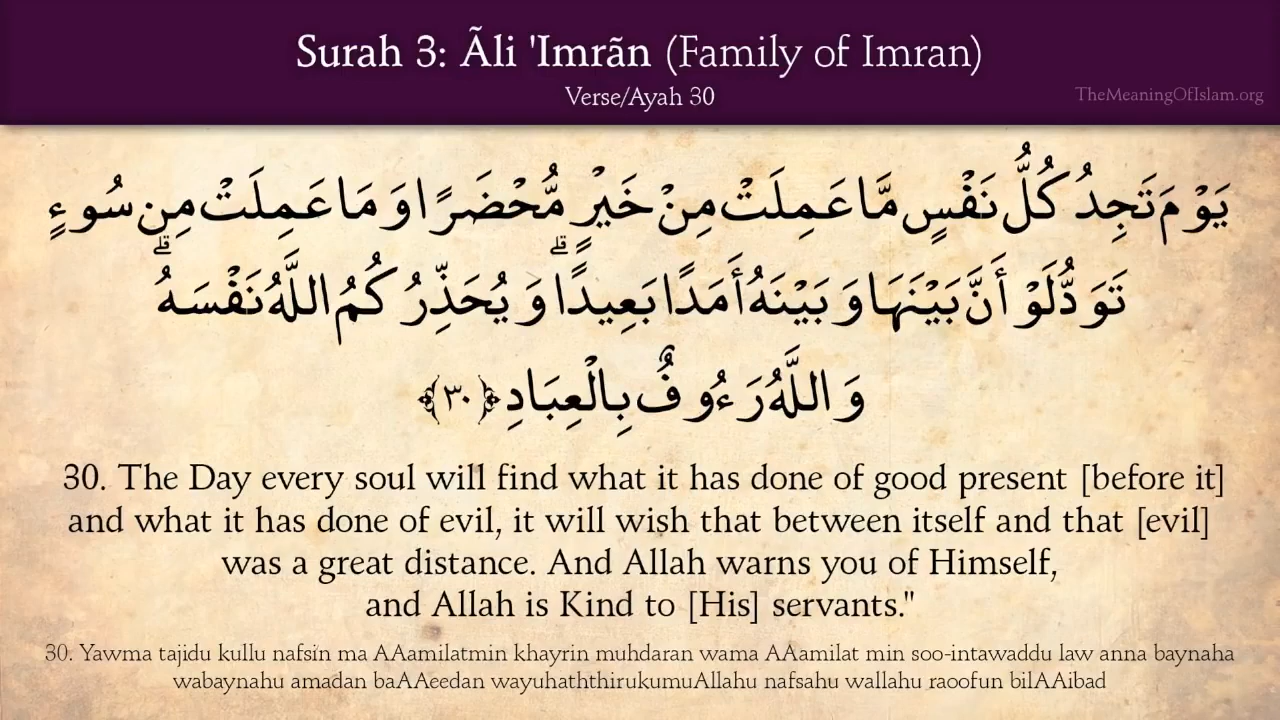 Surah 3: Ãli 'Imrãn (Family of Imran)
Verse/Ayah 30
TheMeaningOfIslam.org
يَوْمَ تَجِدُ كُلُّ نَفْسٍ مَّا عَمِلَتْ مِنْ خَيْرٍ مُّحْضَرًا وَمَا عَمِلَتْ مِن سُوءٍ
تَوَدُّ لَوْ أَنَّ بَيْنَهَا وَبَيْنَهُ أَمَدًا بَعِيدًا ۗ وَيُحَذِّرُكُمُ اللَّهُ نَفْسَهُ ۗ
وَاللَّهُ رَءُوفٌ بِالْعِبَادِ ﴿٣٠﴾
30. The Day every soul will find what it has done of good present [before it]
and what it has done of evil, it will wish that between itself and that [evil]
was a great distance. And Allah warns you of Himself,
and Allah is Kind to [His] servants."
30. Yawma tajidu kullu nafsin ma AAamilatmin khayrin muhdaran wama AAamilat min soo-intawaddu law anna baynaha
wabaynahu amadan baAAeedan wayuhaththirukumuAllahu nafsahu wallahu raoofun bilAAibad